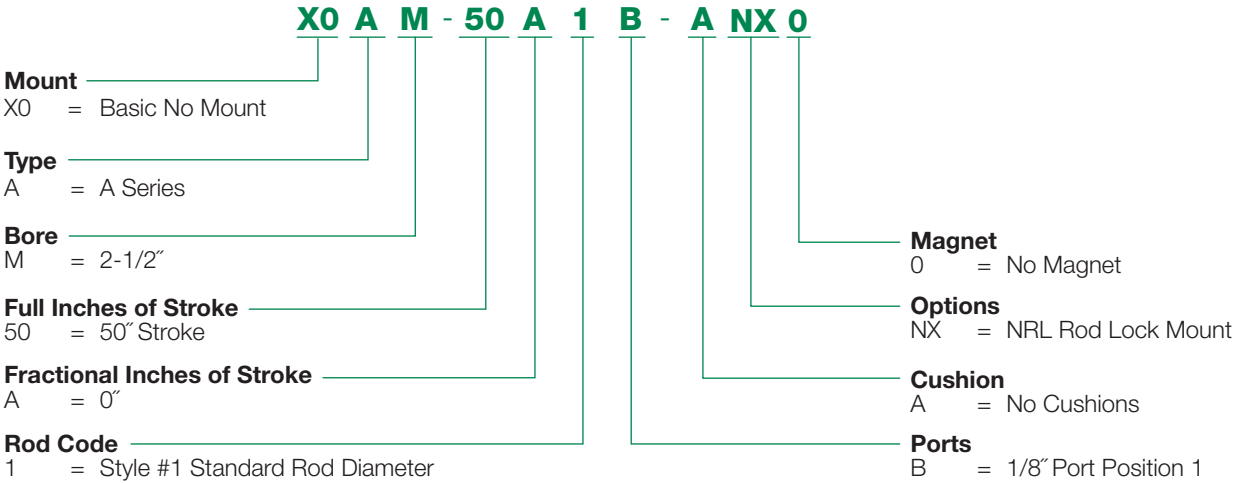 X0 A M - 50 A 1 B - A NX 0
Mount
X0 = Basic No Mount
Type
A = A Series
Bore
M = 2-1/2˝
Full Inches of Stroke
50 = 50˝ Stroke
Fractional Inches of Stroke
A = 0˝
Rod Code
1 = Style #1 Standard Rod Diameter
Magnet
0 = No Magnet
Options
NX = NRL Rod Lock Mount
Cushion
A = No Cushions
Ports
B = 1/8˝ Port Position 1